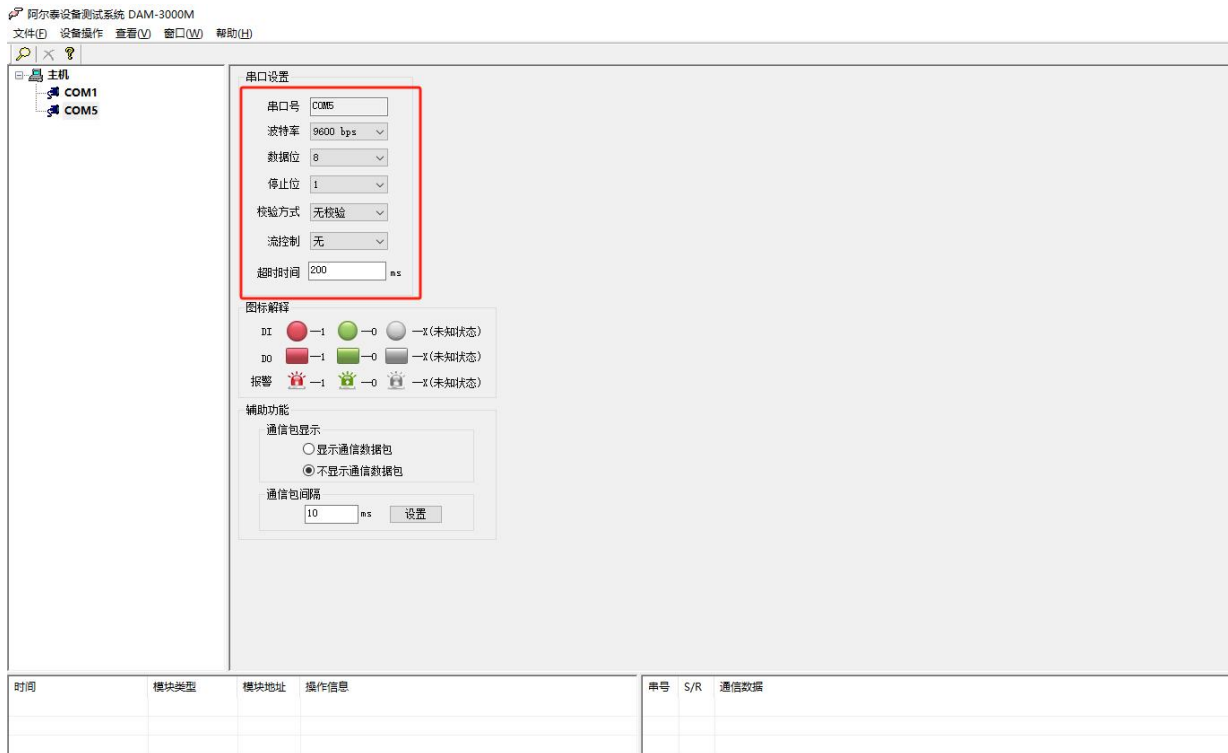 阿尔泰设备测试系统 DAM-3000M
文件(F) 设备操作 查看(V) 窗口(W) 帮助(H)
主机
COM1
COM5
串口设置
串口号 COM5
波特率 9600 bps
数据位 8
停止位 1
校验方式 无校验
流控制 无
超时时间 200 ms
图标解释
DI —1 —0 —X(未知状态)
DO —1 —0 —X(未知状态)
报警 —1 —0 —X(未知状态)
辅助功能
通信包显示
显示通信数据包
不显示通信数据包
通信包间隔
10 ms 设置
时间 模块类型 模块地址 操作信息 串号 S/R 通信数据